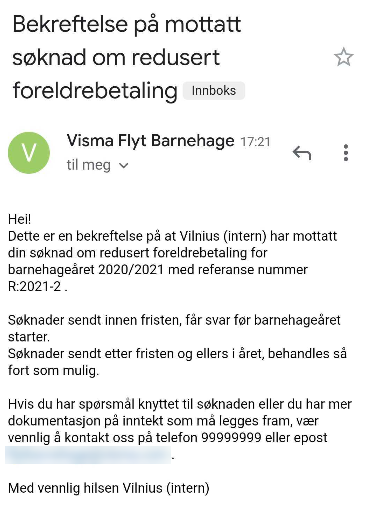 Bekreftelse på mottatt
søknad om redusert
foreldrebetaling Innboks
V
Visma Flyt Barnehage 17:21
til meg
Hei!
Dette er en bekreftelse på at Vilnius (intern) har mottatt
din søknad om redusert foreldrebetaling for
barnehageåret 2020/2021 med referanse nummer
R:2021-2 .
Søknader sendt innen fristen, får svar før barnehageåret
starter.
Søknader sendt etter fristen og ellers i året, behandles så
fort som mulig.
Hvis du har spørsmål knyttet til søknaden eller du har mer
dokumentasjon på inntekt som må legges fram, vær
vennlig å kontakt oss på telefon 99999999 eller epost
.
Med vennlig hilsen Vilnius (intern)